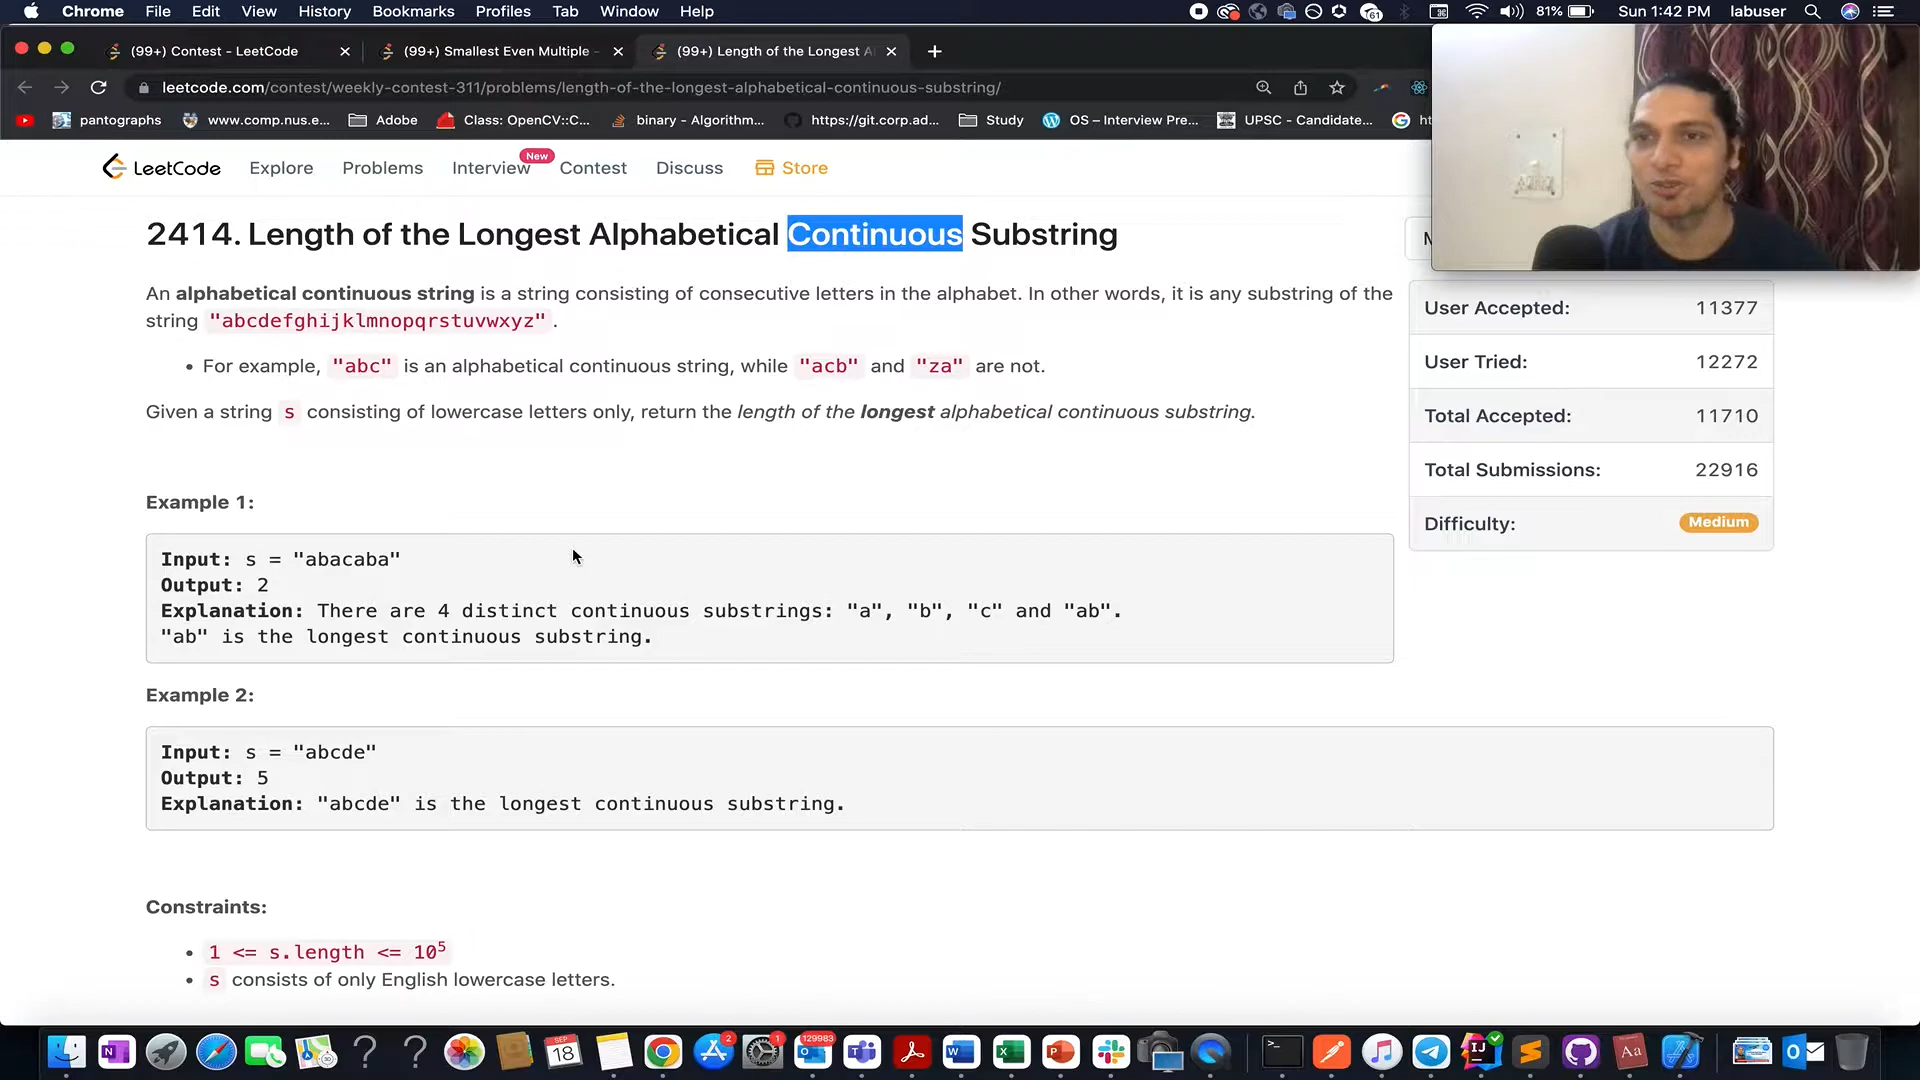 Chrome File Edit View History Bookmarks Profiles Tab Window Help 61 81% Sun 1:42 PM labuser
(99+) Contest - LeetCode (99+) Smallest Even Multiple - (99+) Length of the Longest A
leetcode.com/contest/weekly-contest-311/problems/length-of-the-longest-alphabetical-continuous-substring/
pantographs www.comp.nus.e... Adobe Class: OpenCV::C... binary - Algorithm... https://git.corp.ad... Study OS – Interview Pre... UPSC - Candidate...
LeetCode Explore Problems Interview New Contest Discuss Store
2414. Length of the Longest Alphabetical Continuous Substring
An alphabetical continuous string is a string consisting of consecutive letters in the alphabet. In other words, it is any substring of the
string "abcdefghijklmnopqrstuvwxyz".
• For example, "abc" is an alphabetical continuous string, while "acb" and "za" are not.
Given a string s consisting of lowercase letters only, return the length of the longest alphabetical continuous substring.
User Accepted: 11377
User Tried: 12272
Total Accepted: 11710
Total Submissions: 22916
Difficulty: Medium
Example 1:
Input: s = "abacaba"
Output: 2
Explanation: There are 4 distinct continuous substrings: "a", "b", "c" and "ab".
"ab" is the longest continuous substring.
Example 2:
Input: s = "abcde"
Output: 5
Explanation: "abcde" is the longest continuous substring.
Constraints:
• 1 <= s.length <= 10⁵
• s consists of only English lowercase letters.
SEP
18
2
1
129983